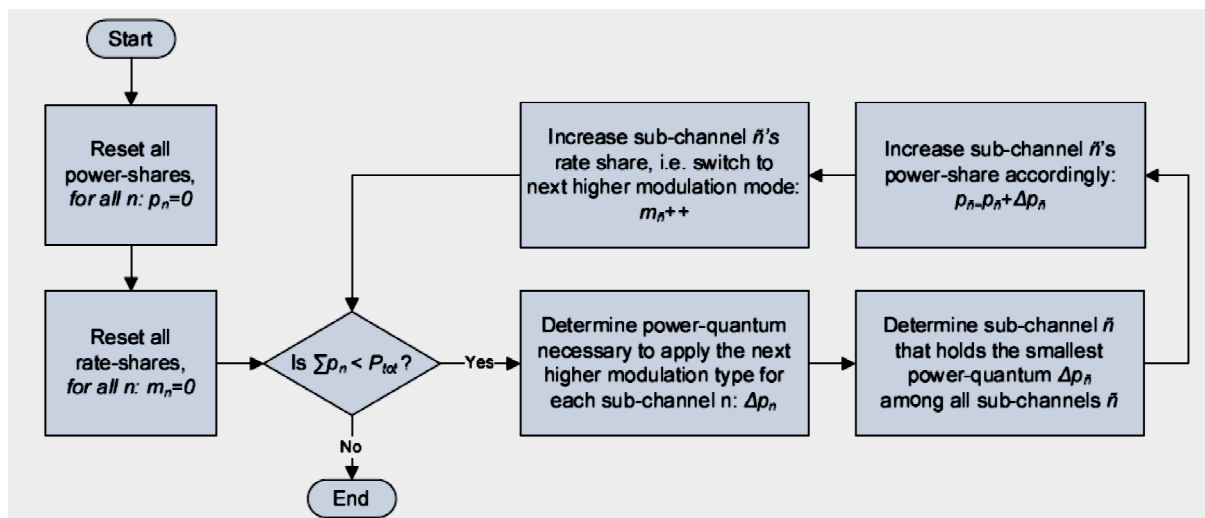 Start
Reset all
power-shares,
for all n: pₙ=0
Reset all
rate-shares,
for all n: mₙ=0
Is ∑pₙ < Pₜₒₜ ?
Yes
No
End
Determine power-quantum
necessary to apply the next
higher modulation type for
each sub-channel n: Δpₙ
Determine sub-channel ñ
that holds the smallest
power-quantum Δpñ
among all sub-channels ñ
Increase sub-channel ñ's
power-share accordingly:
pñ=pñ+Δpñ
Increase sub-channel ñ's
rate share, i.e. switch to
next higher modulation mode:
mñ++